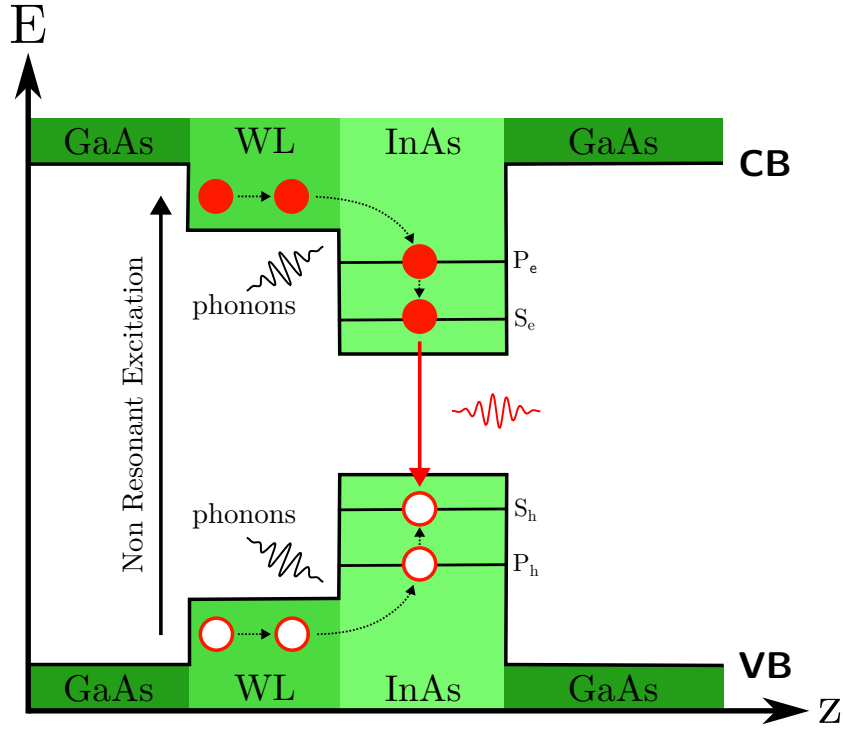 E
GaAs
WL
InAs
GaAs
CB
Pe
phonons
Se
Non Resonant Excitation
phonons
Sh
Ph
VB
GaAs
WL
InAs
GaAs
z